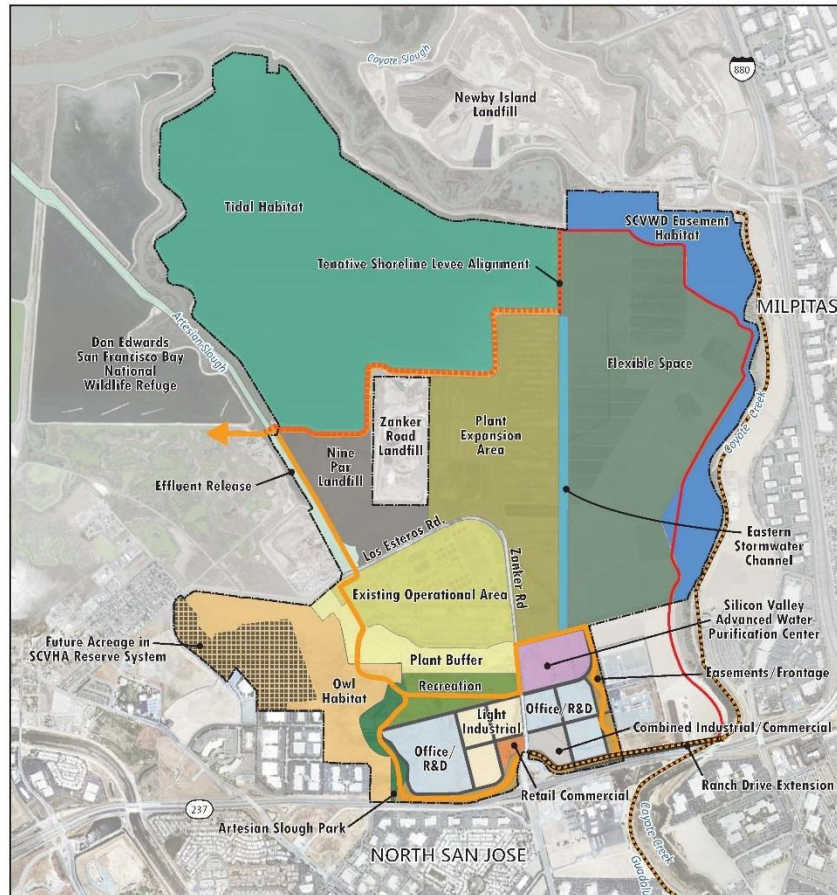 Coyote Slough
880
Newby Island
Landfill
Tidal Habitat
SCVWD Easement
Habitat
Tenative Shoreline Levee Alignment
MILPITAS
Artesian Slough
Don Edwards
San Francisco Bay
National
Wildlife Refuge
Flexible Space
Coyote Creek
Zanker
Road
Landfill
Plant
Expansion
Area
Nine
Par
Landfill
Effluent Release
Los Esteros Rd.
Zanker Rd
Eastern
Stormwater
Channel
Existing Operational Area
Silicon Valley
Advanced Water
Purification Center
Future Acreage in
SCVHA Reserve System
Plant Buffer
Owl
Habitat
Recreation
Easements/Frontage
Light
Industrial
Office/R&D
Combined Industrial/Commercial
Office/
R&D
Ranch Drive Extension
Retail Commercial
237
Artesian Slough Park
NORTH SAN JOSE
Coyote Creek